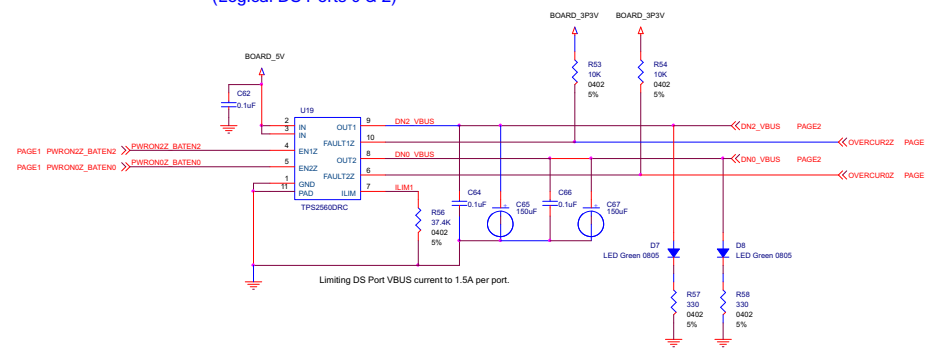 (Logical DS Ports 0 & 2)
BOARD_3P3V
BOARD_3P3V
BOARD_5V
R53
10K
0402
5%
R54
10K
0402
5%
C62
0.1uF
U19
2
3
4
5
1
11
IN
IN
EN1Z
EN2Z
GND
PAD
OUT1
FAULT1Z
OUT2
FAULT2Z
ILIM
9
10
8
6
7
TPS2560DRC
DN2_VBUS
DN0_VBUS
ILIM1
DN2_VBUS PAGE2
OVERCUR2Z PAGE
DN0_VBUS PAGE2
OVERCUR0Z PAGE
PAGE1 PWRON2Z_BATEN2
PWRON2Z_BATEN2
PAGE1 PWRON0Z_BATEN0
PWRON0Z_BATEN0
R56
37.4K
0402
5%
C64
0.1uF
+
C65
150uF
C66
0.1uF
+
C67
150uF
D7
LED Green 0805
D8
LED Green 0805
R57
330
0402
5%
R58
330
0402
5%
Limiting DS Port VBUS current to 1.5A per port.